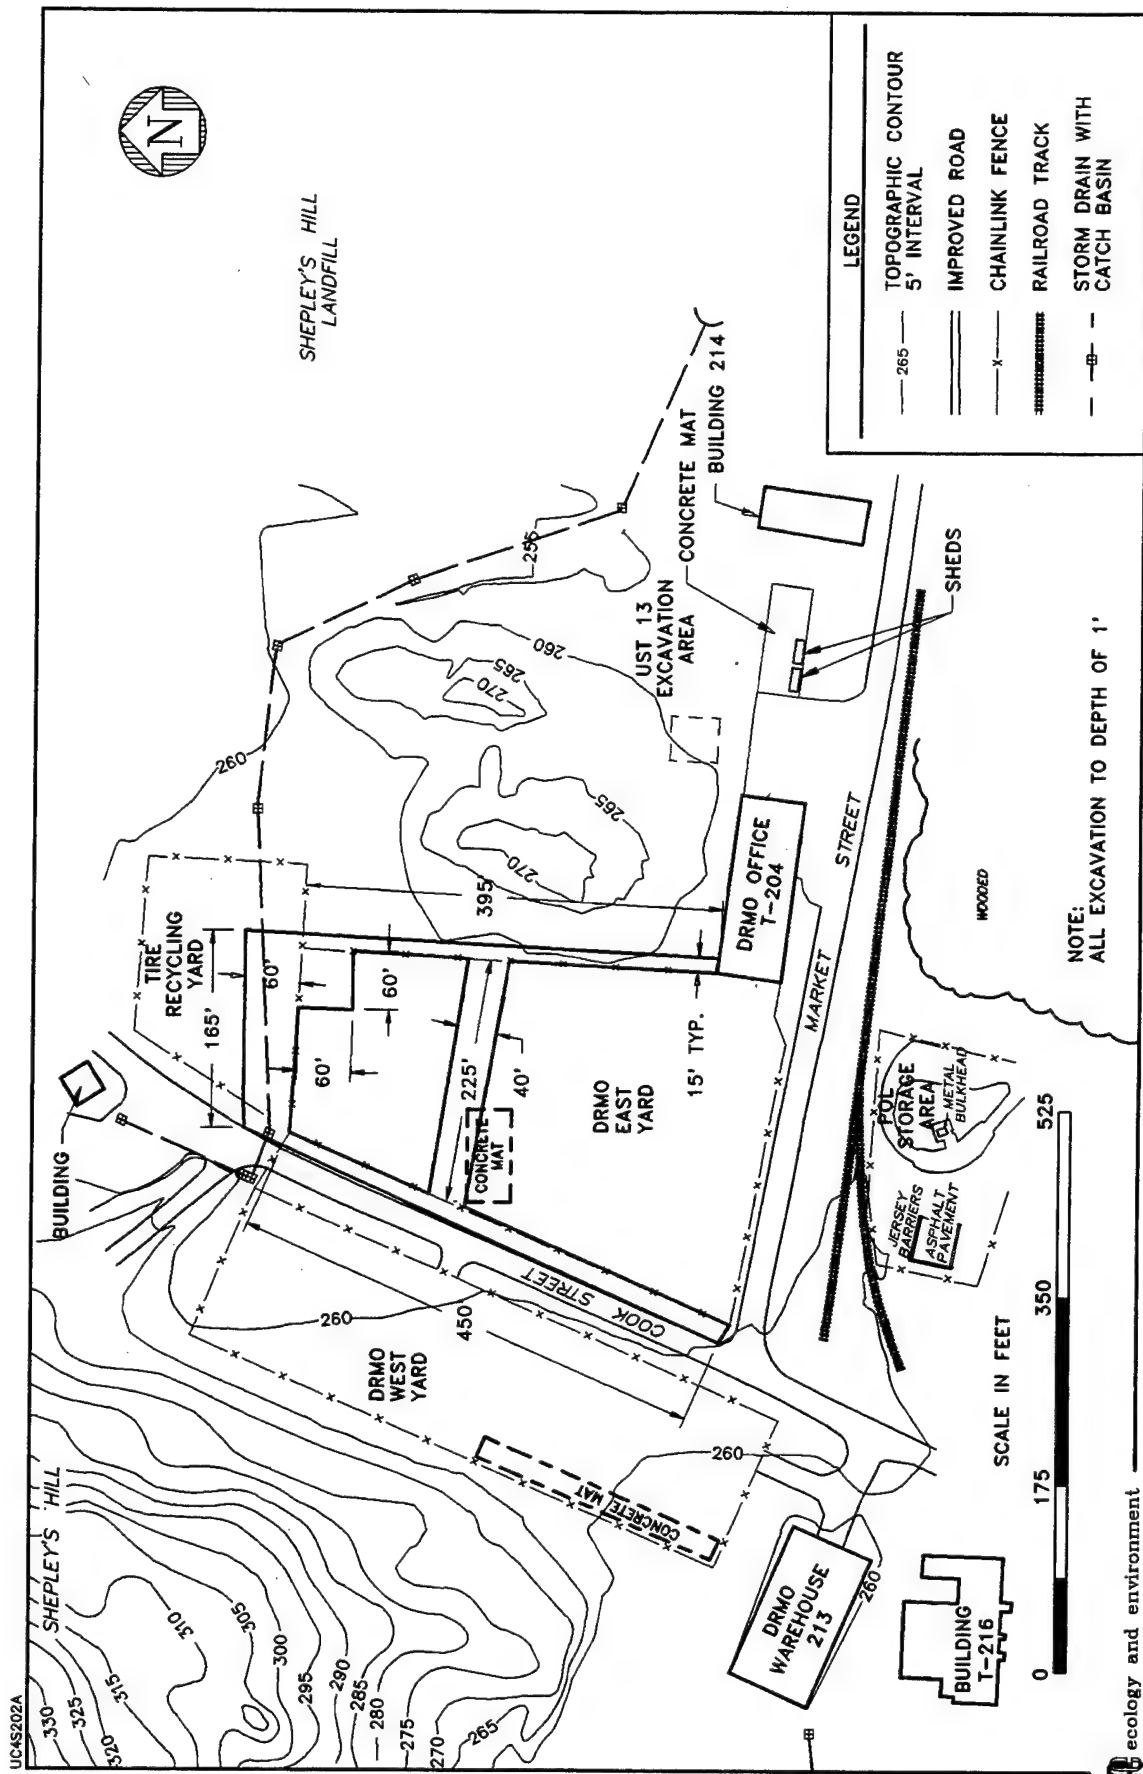 UC4S202A
SHEPLEY'S HILL
330
325
320
315
310
305
300
295
290
285
280
275
270
265
BUILDING
N
SHEPLEY'S HILL
LANDFILL
TIRE
RECYCLING
YARD
165'
60'
60'
60'
260
395'
225'
40'
15' TYP.
CONCRETE
MAT
DRMO
EAST
YARD
DRMO
WEST
YARD
260
450
COOK STREET
CONCRETE MAT
260
260
265
270
260
265
270
255
UST 13
EXCAVATION
AREA
CONCRETE MAT
BUILDING 214
SHEDS
DRMO OFFICE
T-204
MARKET STREET
WOODED
POL
STORAGE
AREA
METAL
BULKHEAD
JERSEY
BARRIERS
ASPHALT
PAVEMENT
DRMO
WAREHOUSE
213
BUILDING
T-216
LEGEND
265
TOPOGRAPHIC CONTOUR
5' INTERVAL
IMPROVED ROAD
x
CHAINLINK FENCE
RAILROAD TRACK
STORM DRAIN WITH
CATCH BASIN
NOTE:
ALL EXCAVATION TO DEPTH OF 1'
SCALE IN FEET
0 175 350 525
ecology and environment